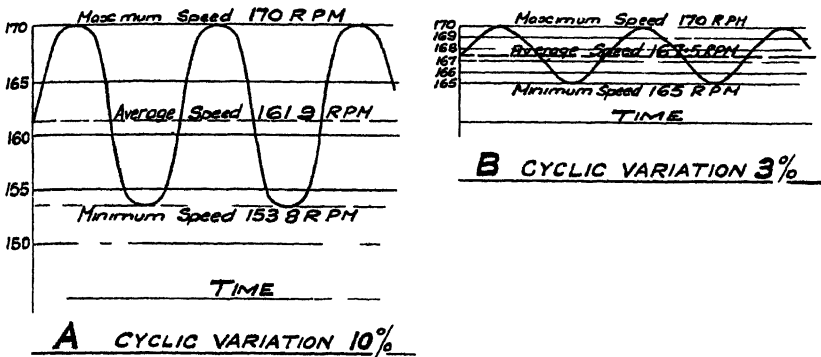 Maximum Speed 170 RPM
170
165
Average Speed 161.9 RPM
160
155
Minimum Speed 153.8 RPM
150
TIME
A CYCLIC VARIATION 10%
Maximum Speed 170 RPM
170
169
168
Average Speed 167.5 RPM
167
166
165
Minimum Speed 165 RPM
TIME
B CYCLIC VARIATION 3%